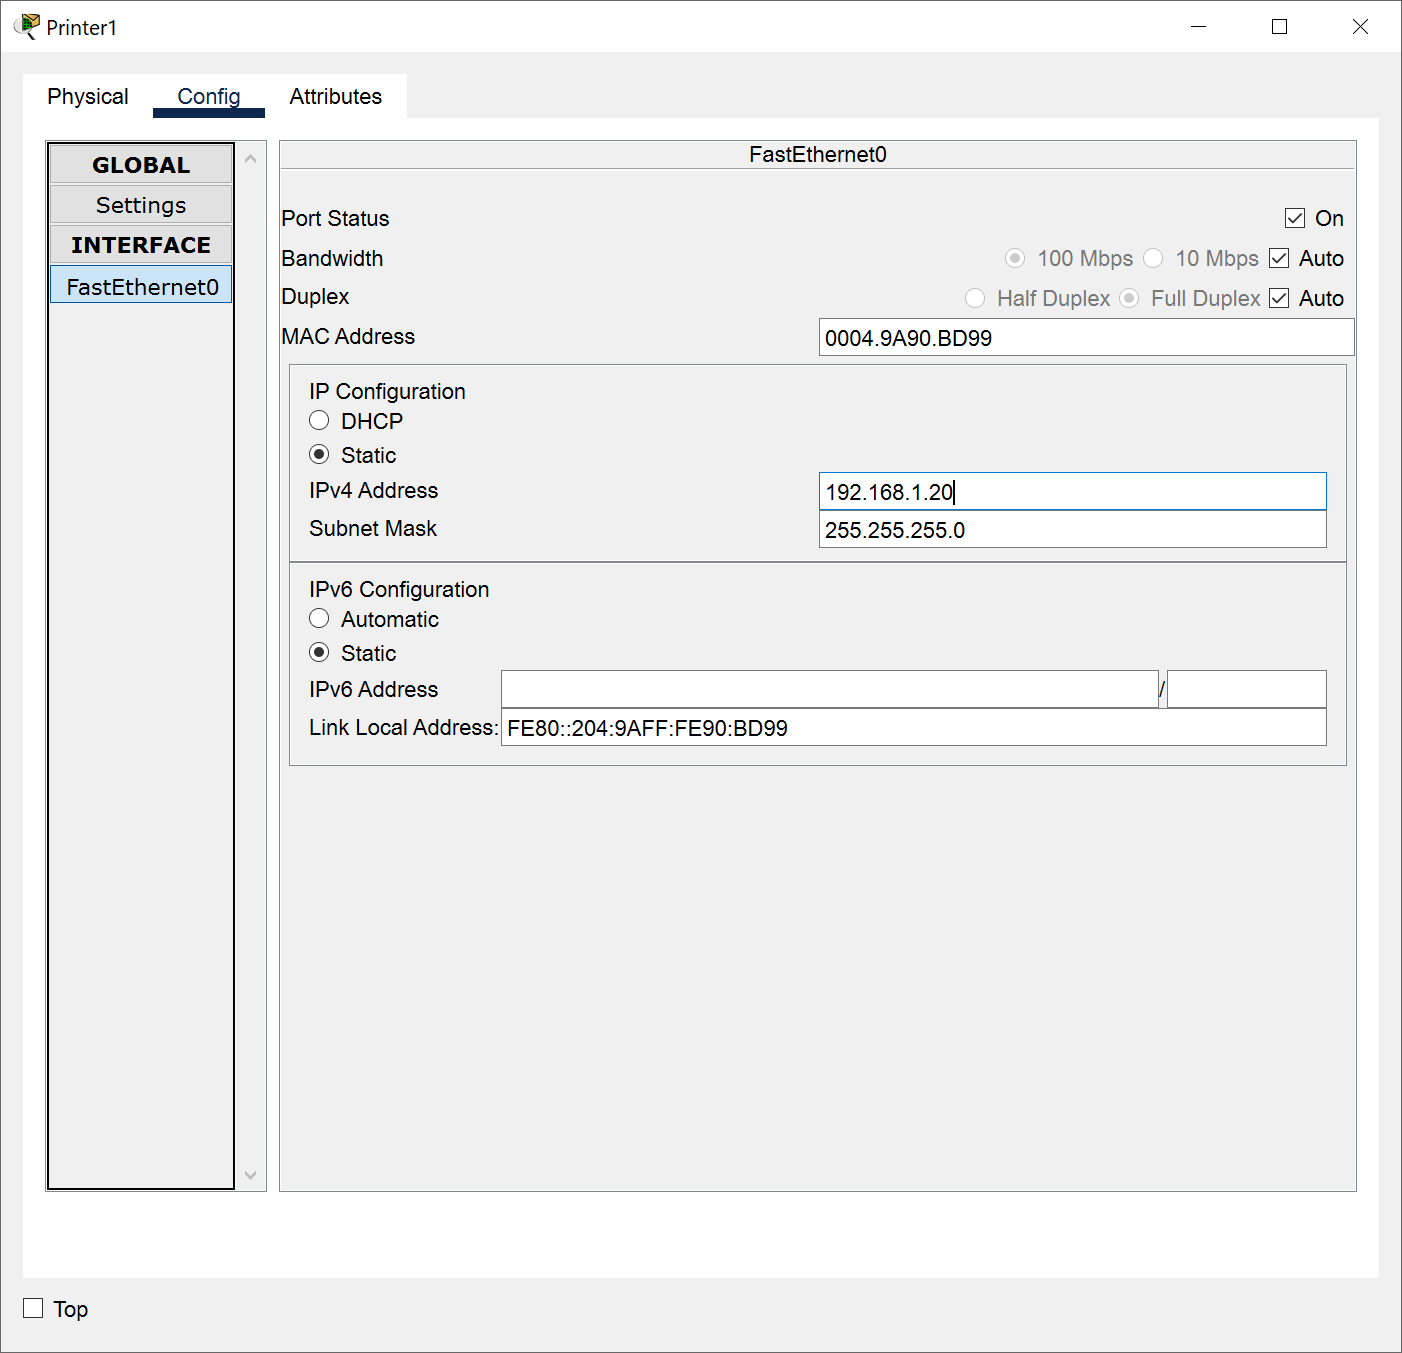 Printer1
Physical Config Attributes
GLOBAL
Settings
INTERFACE
FastEthernet0
FastEthernet0
Port Status On
Bandwidth 100 Mbps 10 Mbps Auto
Duplex Half Duplex Full Duplex Auto
MAC Address 0004.9A90.BD99
IP Configuration
DHCP
Static
IPv4 Address 192.168.1.20
Subnet Mask 255.255.255.0
IPv6 Configuration
Automatic
Static
IPv6 Address /
Link Local Address: FE80::204:9AFF:FE90:BD99
Top